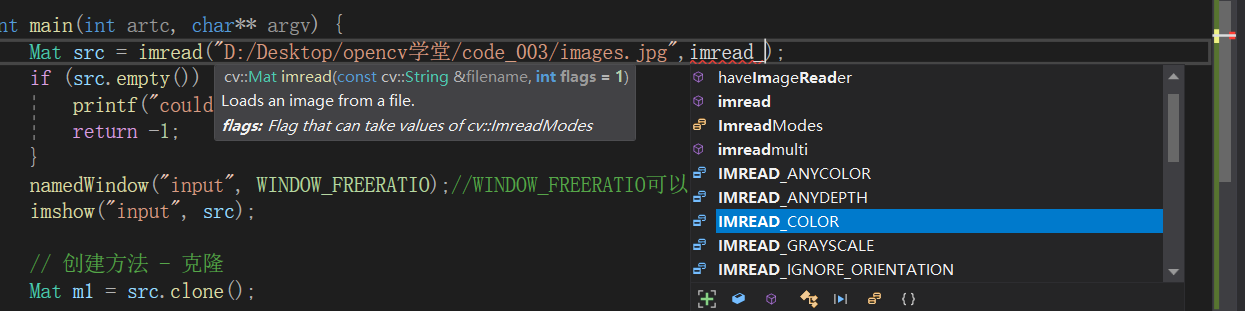 nt main(int artc, char** argv) {
Mat src = imread("D:/Desktop/opencv学堂/code_003/images.jpg",imread_);
if (src.empty())
cv::Mat imread(const cv::String &filename, int flags = 1)
Loads an image from a file.
flags: Flag that can take values of cv::ImreadModes
printf("could
return -1;
}
namedWindow("input", WINDOW_FREERATIO);//WINDOW_FREERATIO可以
imshow("input", src);
// 创建方法 - 克隆
Mat m1 = src.clone();
haveImageReader
imread
ImreadModes
imreadmulti
IMREAD_ANYCOLOR
IMREAD_ANYDEPTH
IMREAD_COLOR
IMREAD_GRAYSCALE
IMREAD_IGNORE_ORIENTATION